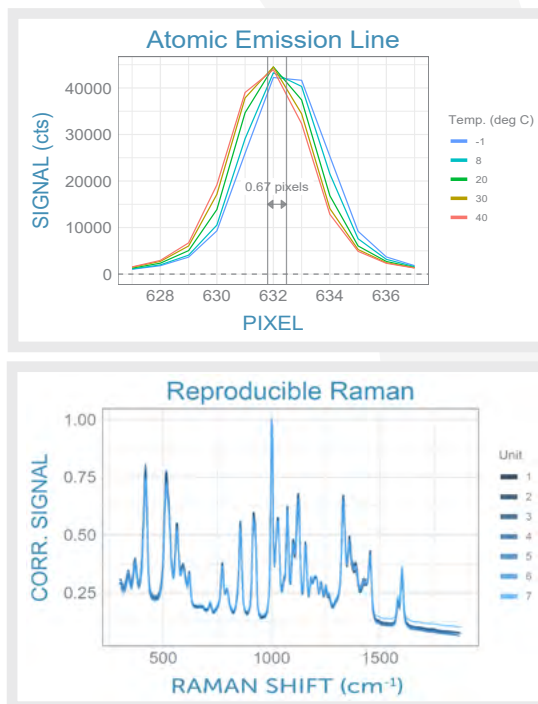 Atomic Emission Line
SIGNAL (cts)
40000
30000
20000
10000
0
0.67 pixels
628 630 632 634 636
PIXEL
Temp. (deg C)
-1
8
20
30
40
Reproducible Raman
CORR. SIGNAL
1.00
0.75
0.50
0.25
500 1000 1500
RAMAN SHIFT (cm⁻¹)
Unit
1
2
3
4
5
6
7